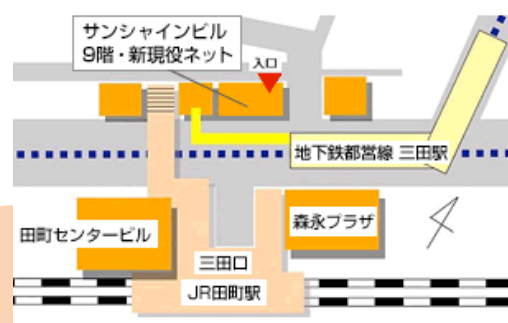 サンシャインビル
9階・新現役ネット
入口
地下鉄都営線 三田駅
田町センタービル
森永プラザ
三田口
JR田町駅